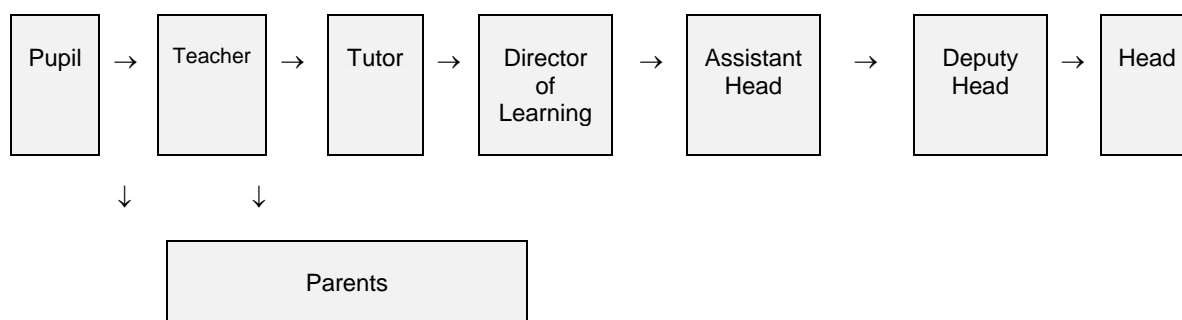 Pupil → Teacher → Tutor → Director → Assistant → Deputy → Head
of Head Head
Learning
↓ ↓
Parents